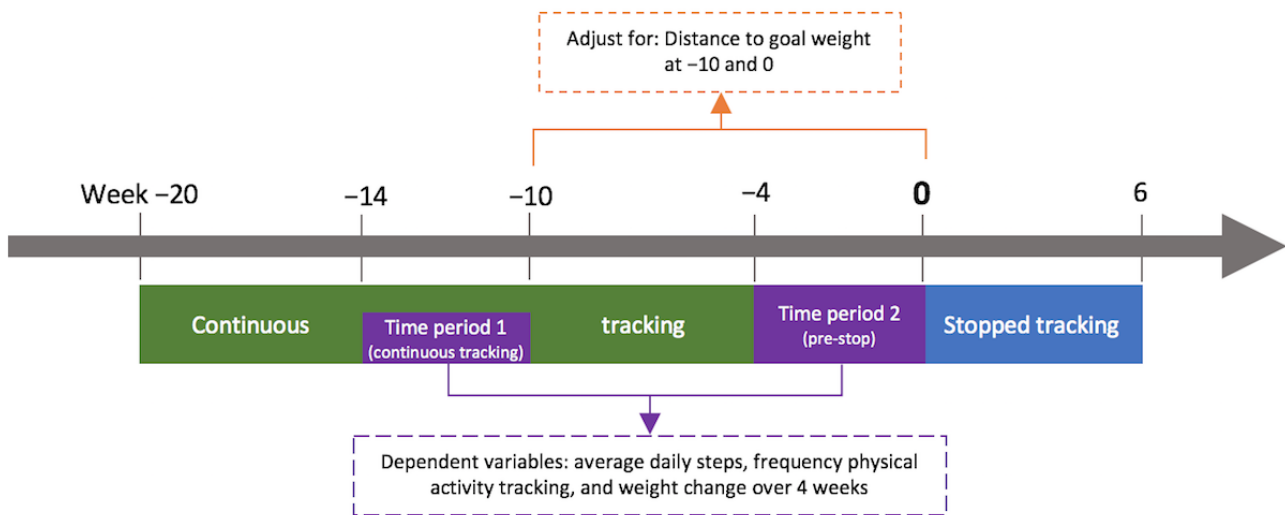 Adjust for: Distance to goal weight
at −10 and 0
Week −20
−14
−10
−4
0
6
Continuous
Time period 1
(continuous tracking)
tracking
Time period 2
(pre-stop)
Stopped tracking
Dependent variables: average daily steps, frequency physical
activity tracking, and weight change over 4 weeks